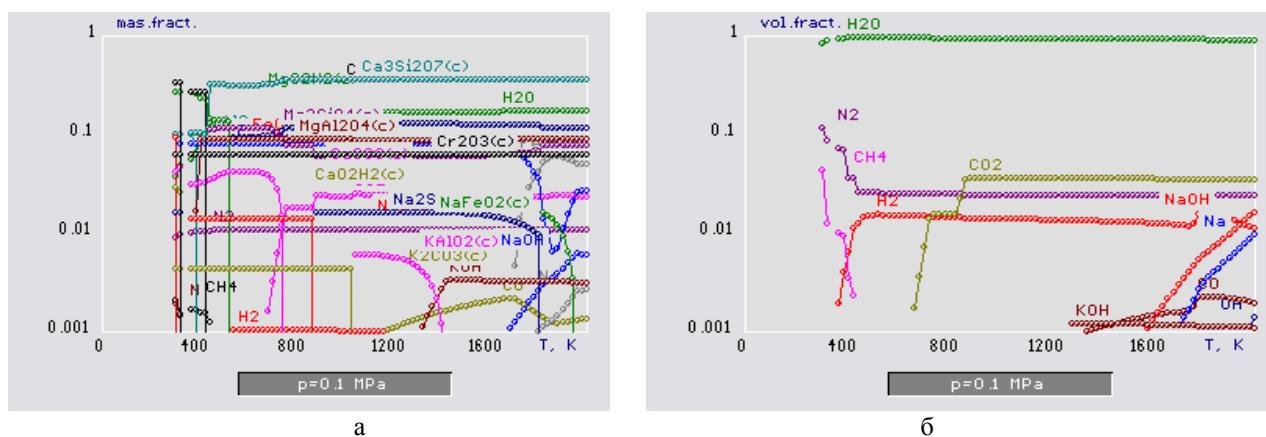 mas.fract.
1
0.1
0.01
0.001
0
400
800
1200
1600
T, K
C
Ca3Si2O7(c)
H2O
MgAl2O4(c)
Cr2O3(c)
CaO2H2(c)
Na2S
NaFeO2(c)
N2
KAlO2(c)
NaOH
K2CO3(c)
KOH
CO
CH4
N
H2
p=0.1 MPa
а
vol.fract.
H2O
1
0.1
0.01
0.001
0
400
800
1200
1600
T, K
N2
CH4
CO2
H2
NaOH
Na
KOH
OH
p=0.1 MPa
б